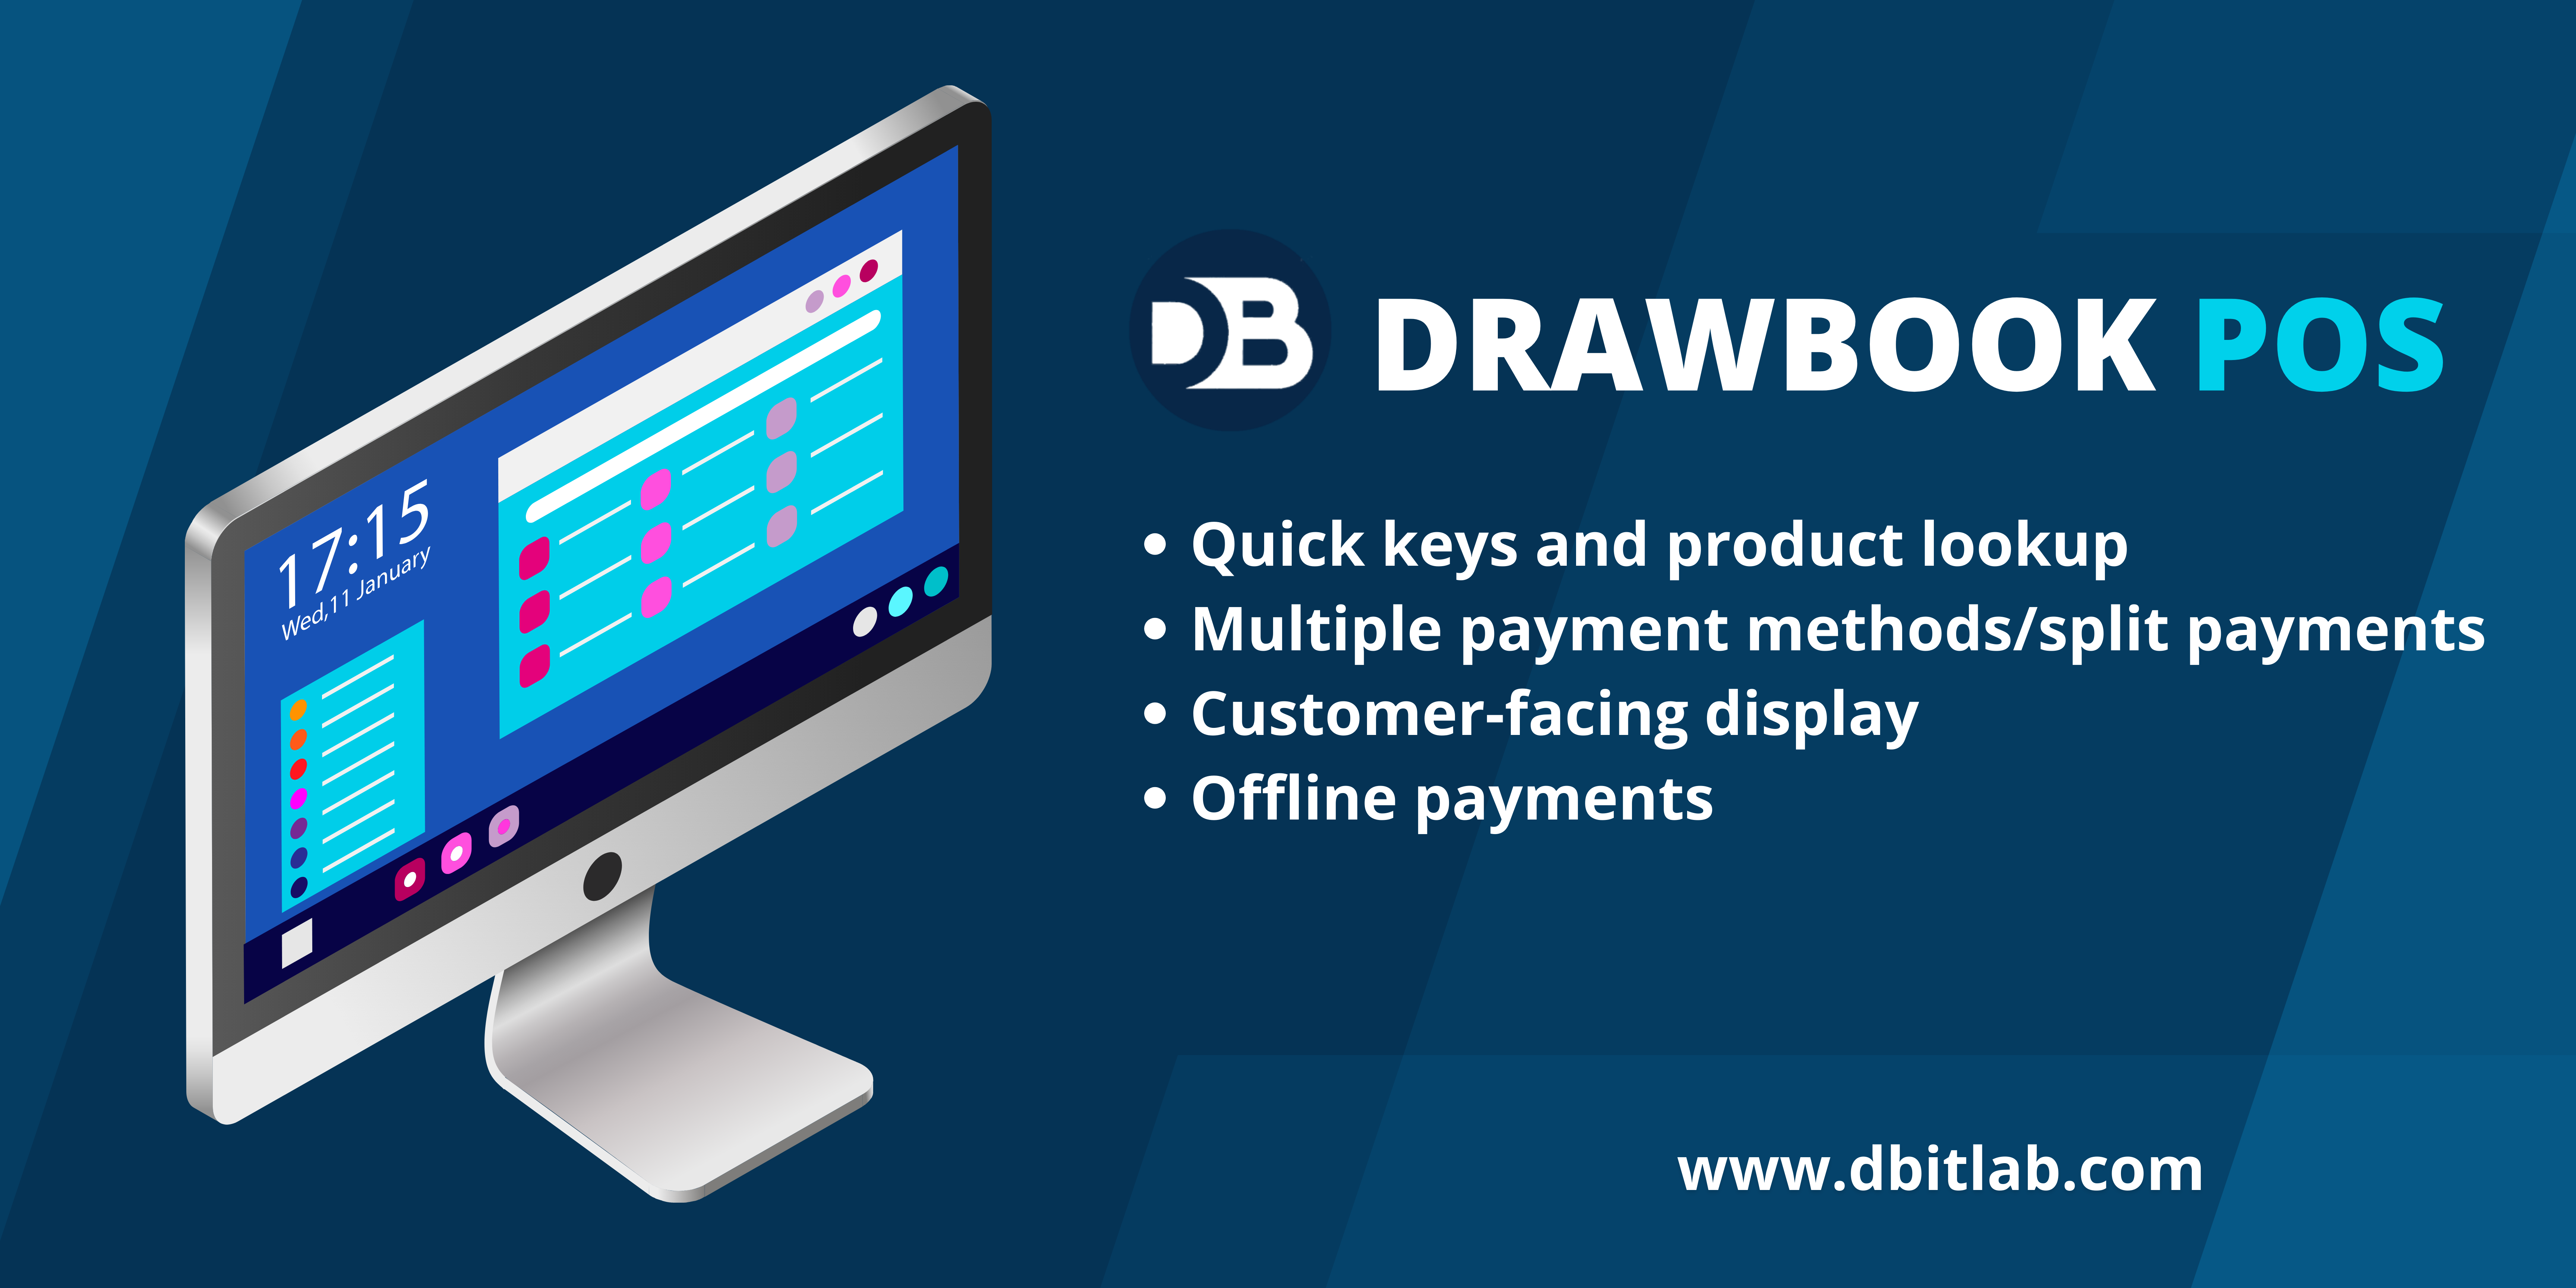 17:15
Wed,11 January
DB DRAWBOOK POS
• Quick keys and product lookup
• Multiple payment methods/split payments
• Customer-facing display
• Offline payments
www.dbitlab.com